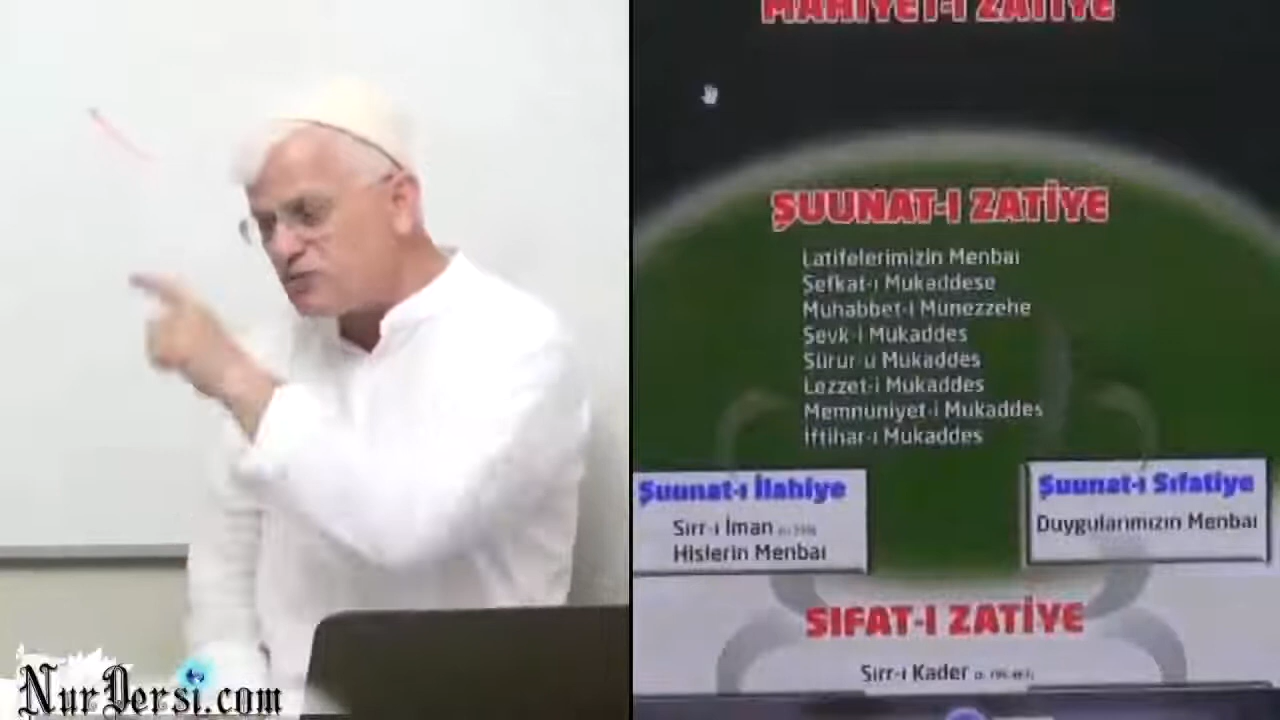 MAHİYET-İ ZATİYE
ŞUUNAT-I ZATİYE
Latifelerimizin Menbaı
Şefkat-ı Mukaddese
Muhabbet-i Münezzehe
Şevk-i Mukaddes
Sürur-u Mukaddes
Lezzet-i Mukaddes
Memnuniyet-i Mukaddes
İftihar-ı Mukaddes
Şuunat-ı İlahiye
Sırr-ı İman
Hislerin Menbaı
Şuunat-ı Sıfatiye
Duygularımızın Menbaı
SIFAT-I ZATİYE
Sırr-ı Kader
NurDersi.com